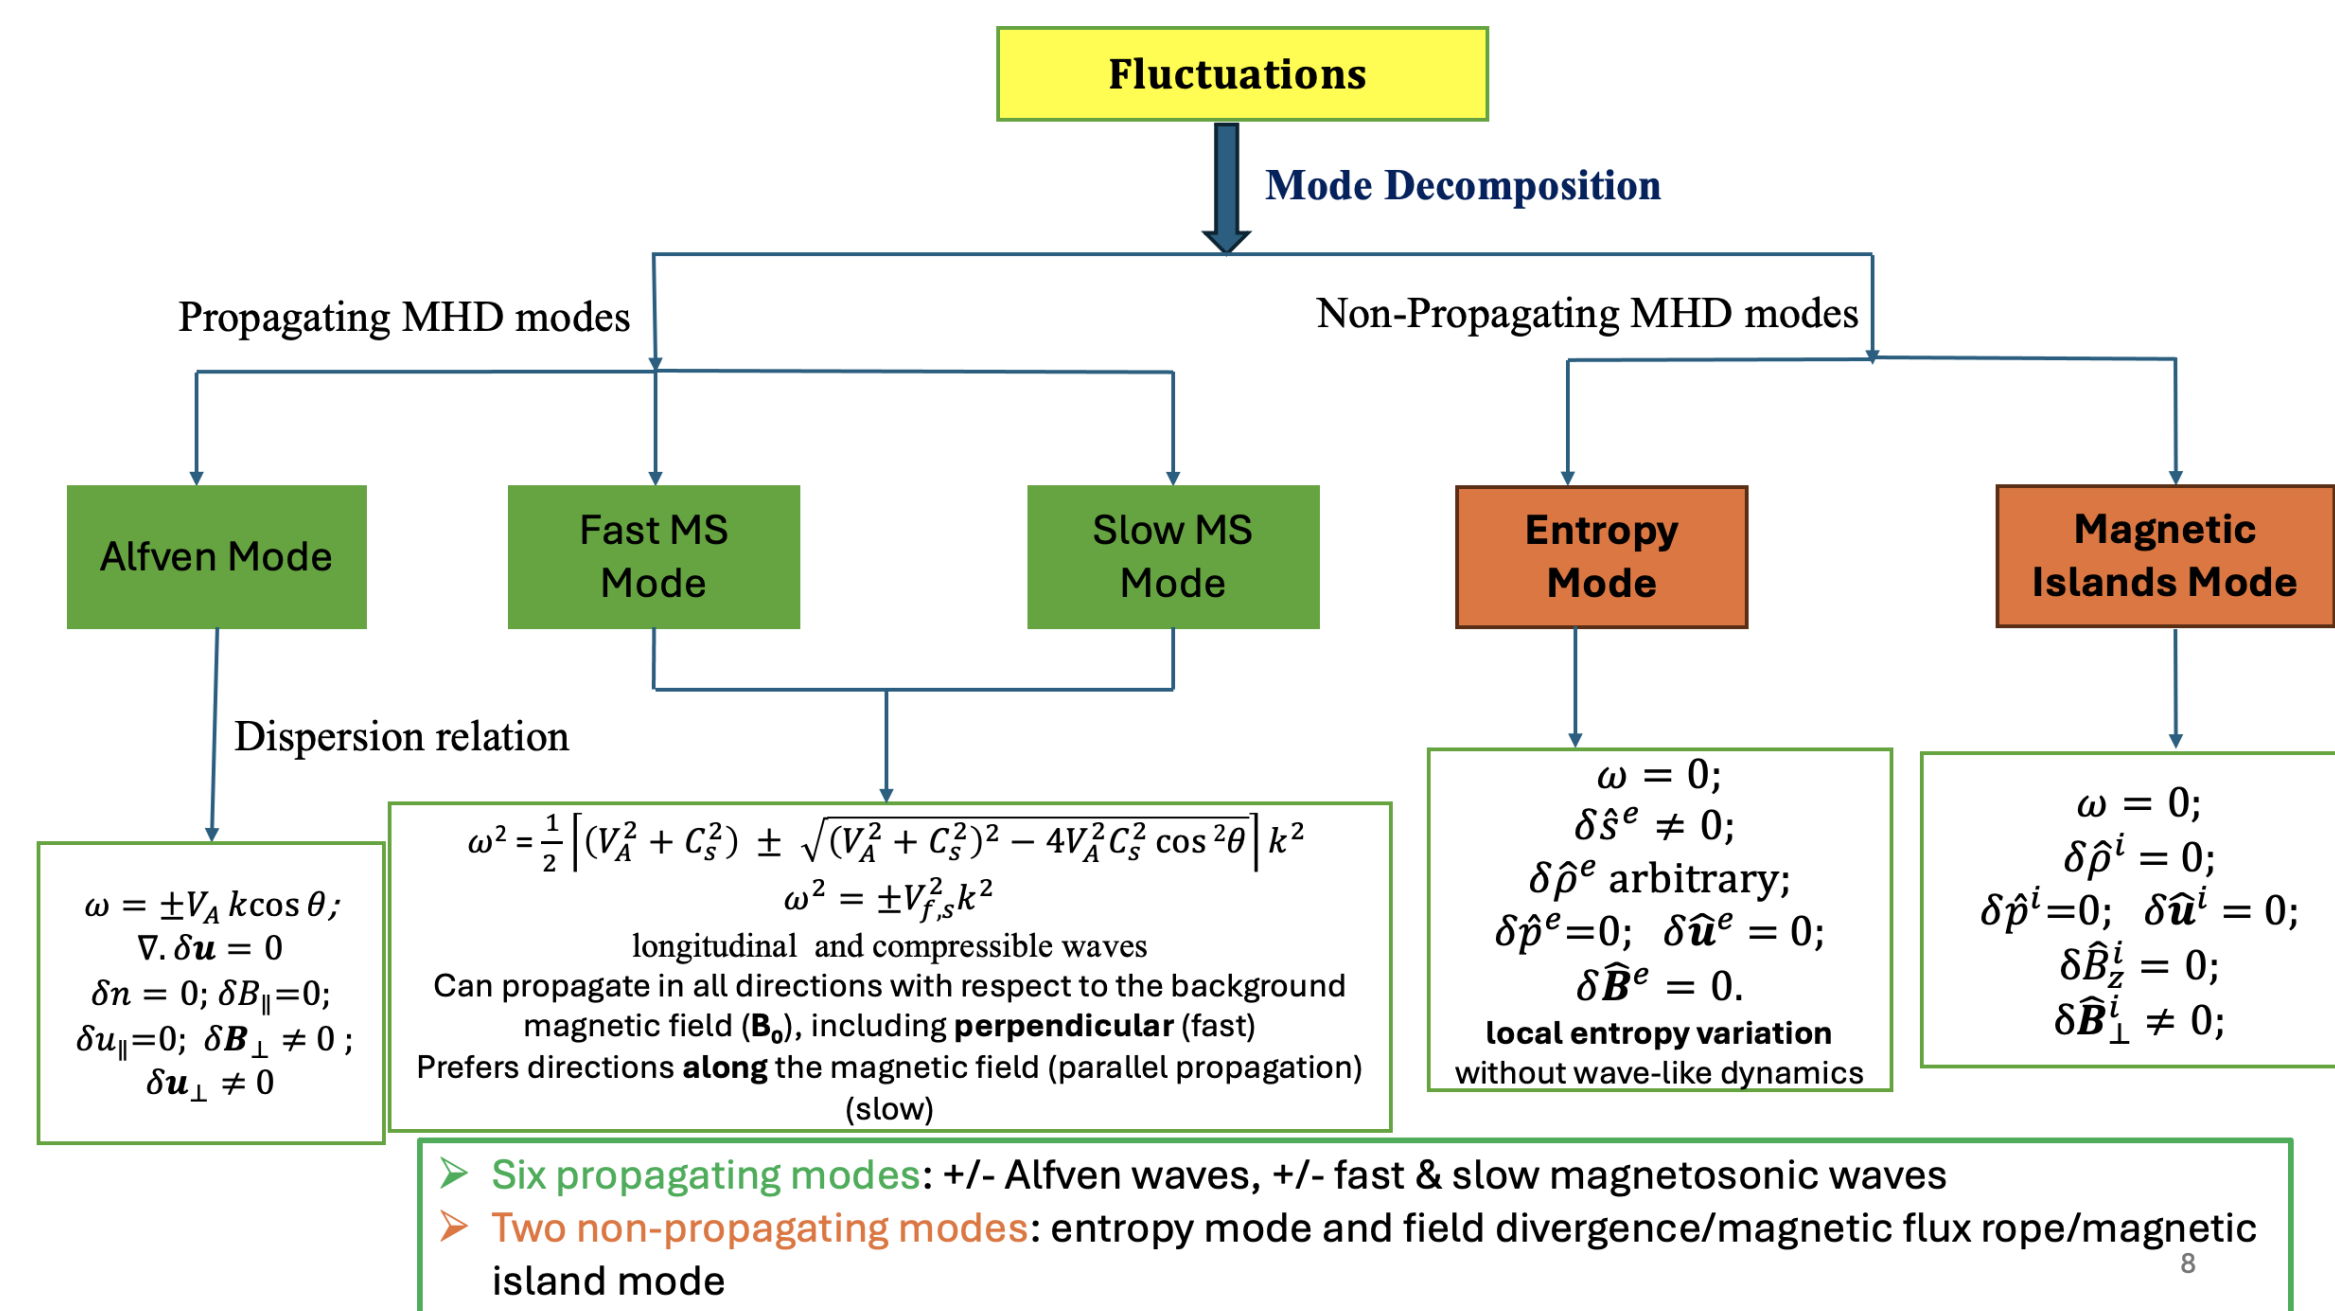 Fluctuations
Mode Decomposition
Propagating MHD modes
Non-Propagating MHD modes
Alfven Mode
Fast MS
Mode
Slow MS
Mode
Entropy
Mode
Magnetic
Islands Mode
Dispersion relation
ω = ±V_A kcos θ;
∇. δu = 0
δn = 0; δB_∥=0;
δu_∥=0; δB_⊥ ≠ 0 ;
δu_⊥ ≠ 0
ω² = 1/2 ⌈(V_A² + C_s²) ± √((V_A² + C_s²)² − 4V_A²C_s² cos ²θ)⌉ k²
ω² = ±V_{f,s}²k²
longitudinal and compressible waves
Can propagate in all directions with respect to the background
magnetic field (B₀), including perpendicular (fast)
Prefers directions along the magnetic field (parallel propagation)
(slow)
ω = 0;
δŝ^e ≠ 0;
δρ̂^e arbitrary;
δp̂^e=0; δû^e = 0;
δB̂^e = 0.
local entropy variation
without wave-like dynamics
ω = 0;
δρ̂^i = 0;
δp̂^i=0; δû^i = 0;
δB̂_z^i = 0;
δB̂_⊥^i ≠ 0;
➢ Six propagating modes: +/- Alfven waves, +/- fast & slow magnetosonic waves
➢ Two non-propagating modes: entropy mode and field divergence/magnetic flux rope/magnetic
island mode
8